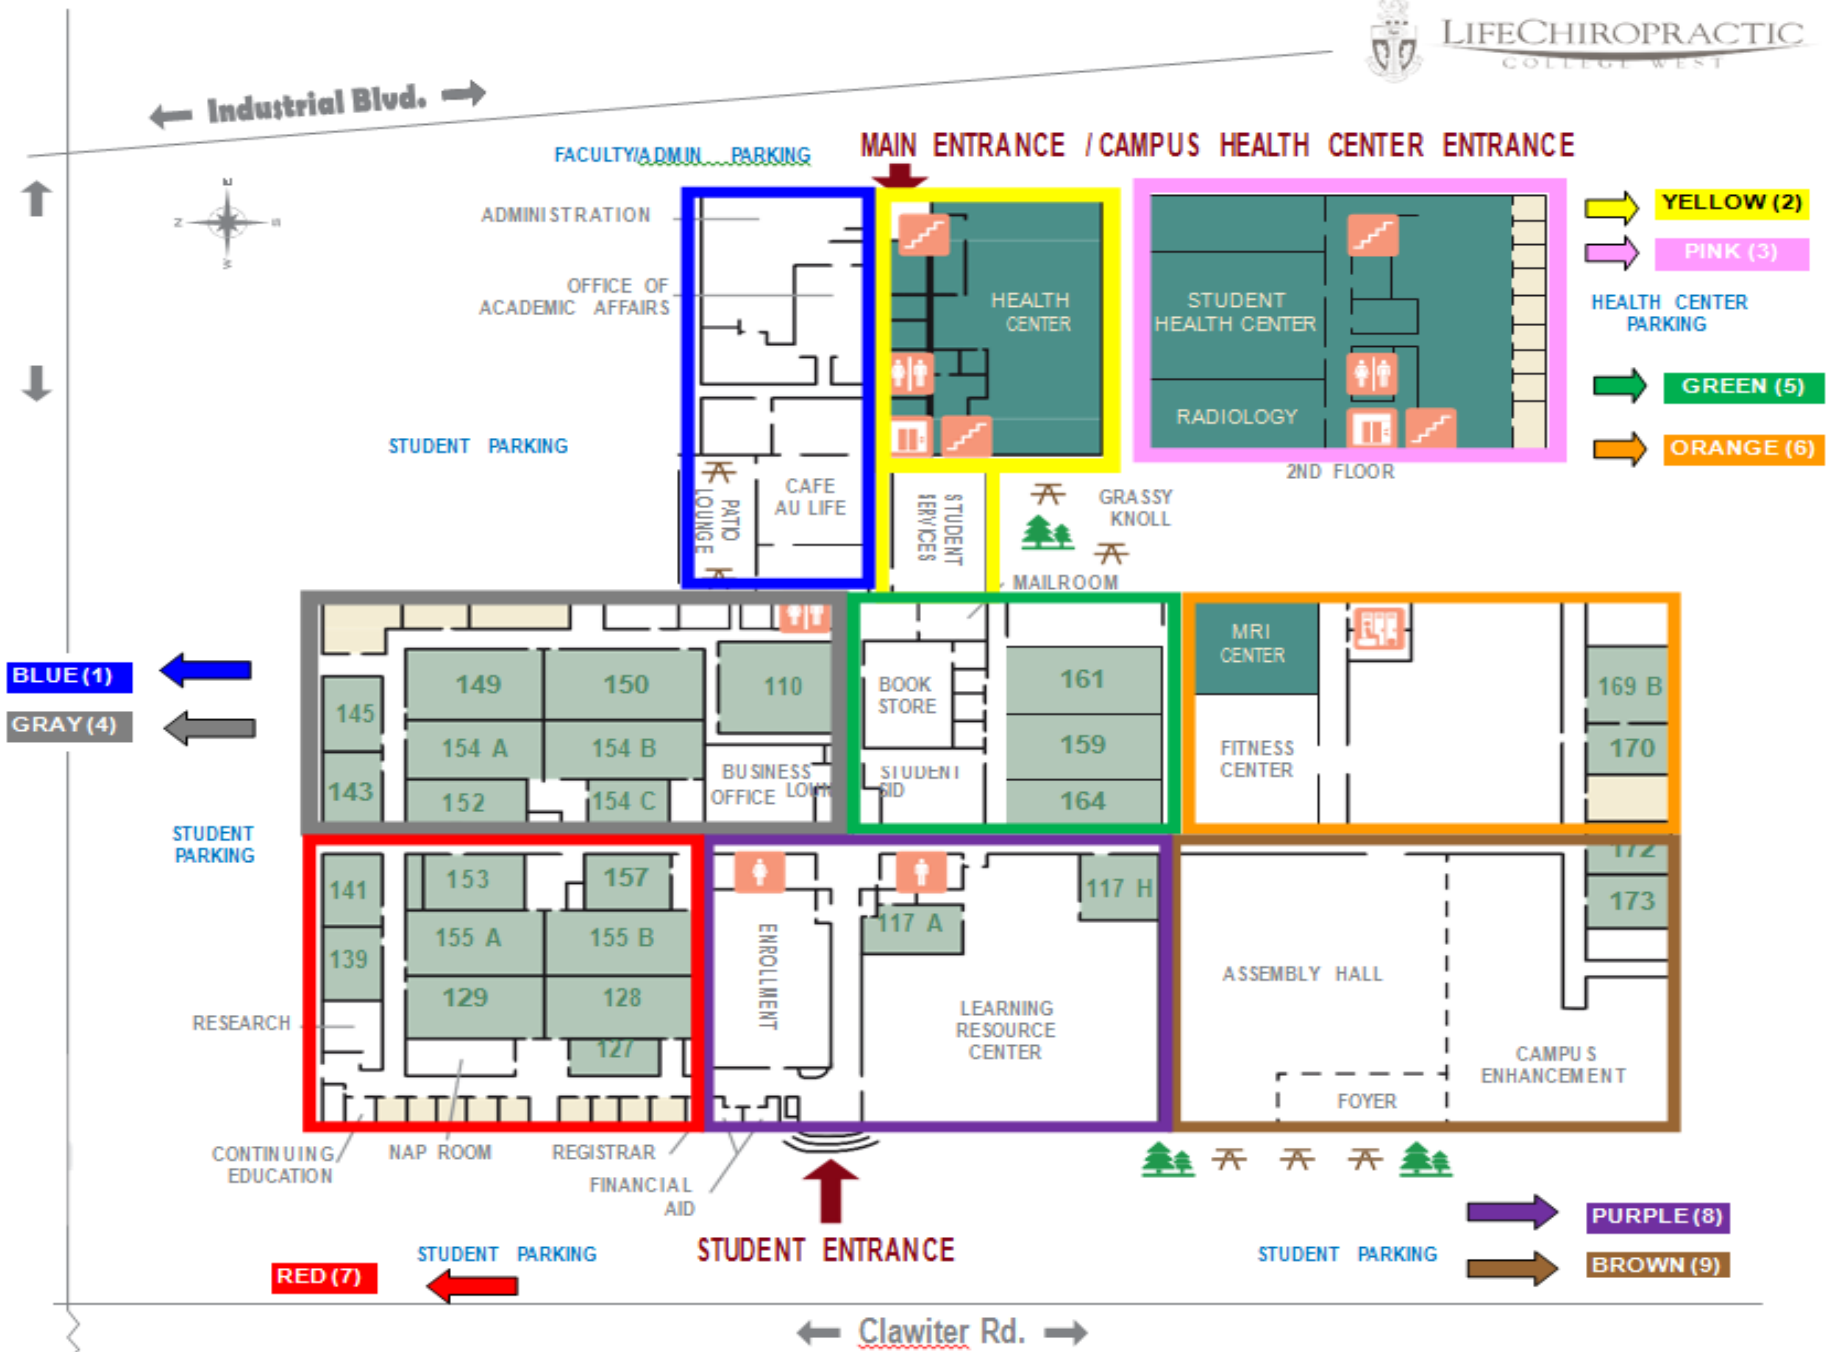 LIFECHIROPRACTIC
COLLEGE WEST
Industrial Blvd.
FACULTY/ADMIN PARKING
MAIN ENTRANCE / CAMPUS HEALTH CENTER ENTRANCE
E
N
S
W
ADMINISTRATION
OFFICE OF
ACADEMIC AFFAIRS
HEALTH
CENTER
STUDENT
HEALTH CENTER
RADIOLOGY
2ND FLOOR
YELLOW (2)
PINK (3)
HEALTH CENTER
PARKING
GREEN (5)
ORANGE (6)
STUDENT PARKING
PATIO
LOUNGE
CAFE
AU LIFE
STUDENT
SERVICES
GRASSY
KNOLL
MAILROOM
BLUE (1)
GRAY (4)
145
143
149
150
154 A
154 B
152
154 C
110
BUSINESS
OFFICE
BOOK
STORE
STUDENT
161
159
164
MRI
CENTER
FITNESS
CENTER
169 B
170
STUDENT
PARKING
141
139
153
157
155 A
155 B
129
128
127
RESEARCH
ENROLLMENT
117 A
117 H
LEARNING
RESOURCE
CENTER
ASSEMBLY HALL
172
173
CAMPUS
ENHANCEMENT
FOYER
CONTINUING
EDUCATION
NAP ROOM
REGISTRAR
FINANCIAL
AID
STUDENT ENTRANCE
STUDENT PARKING
RED (7)
STUDENT PARKING
PURPLE (8)
BROWN (9)
Clawiter Rd.